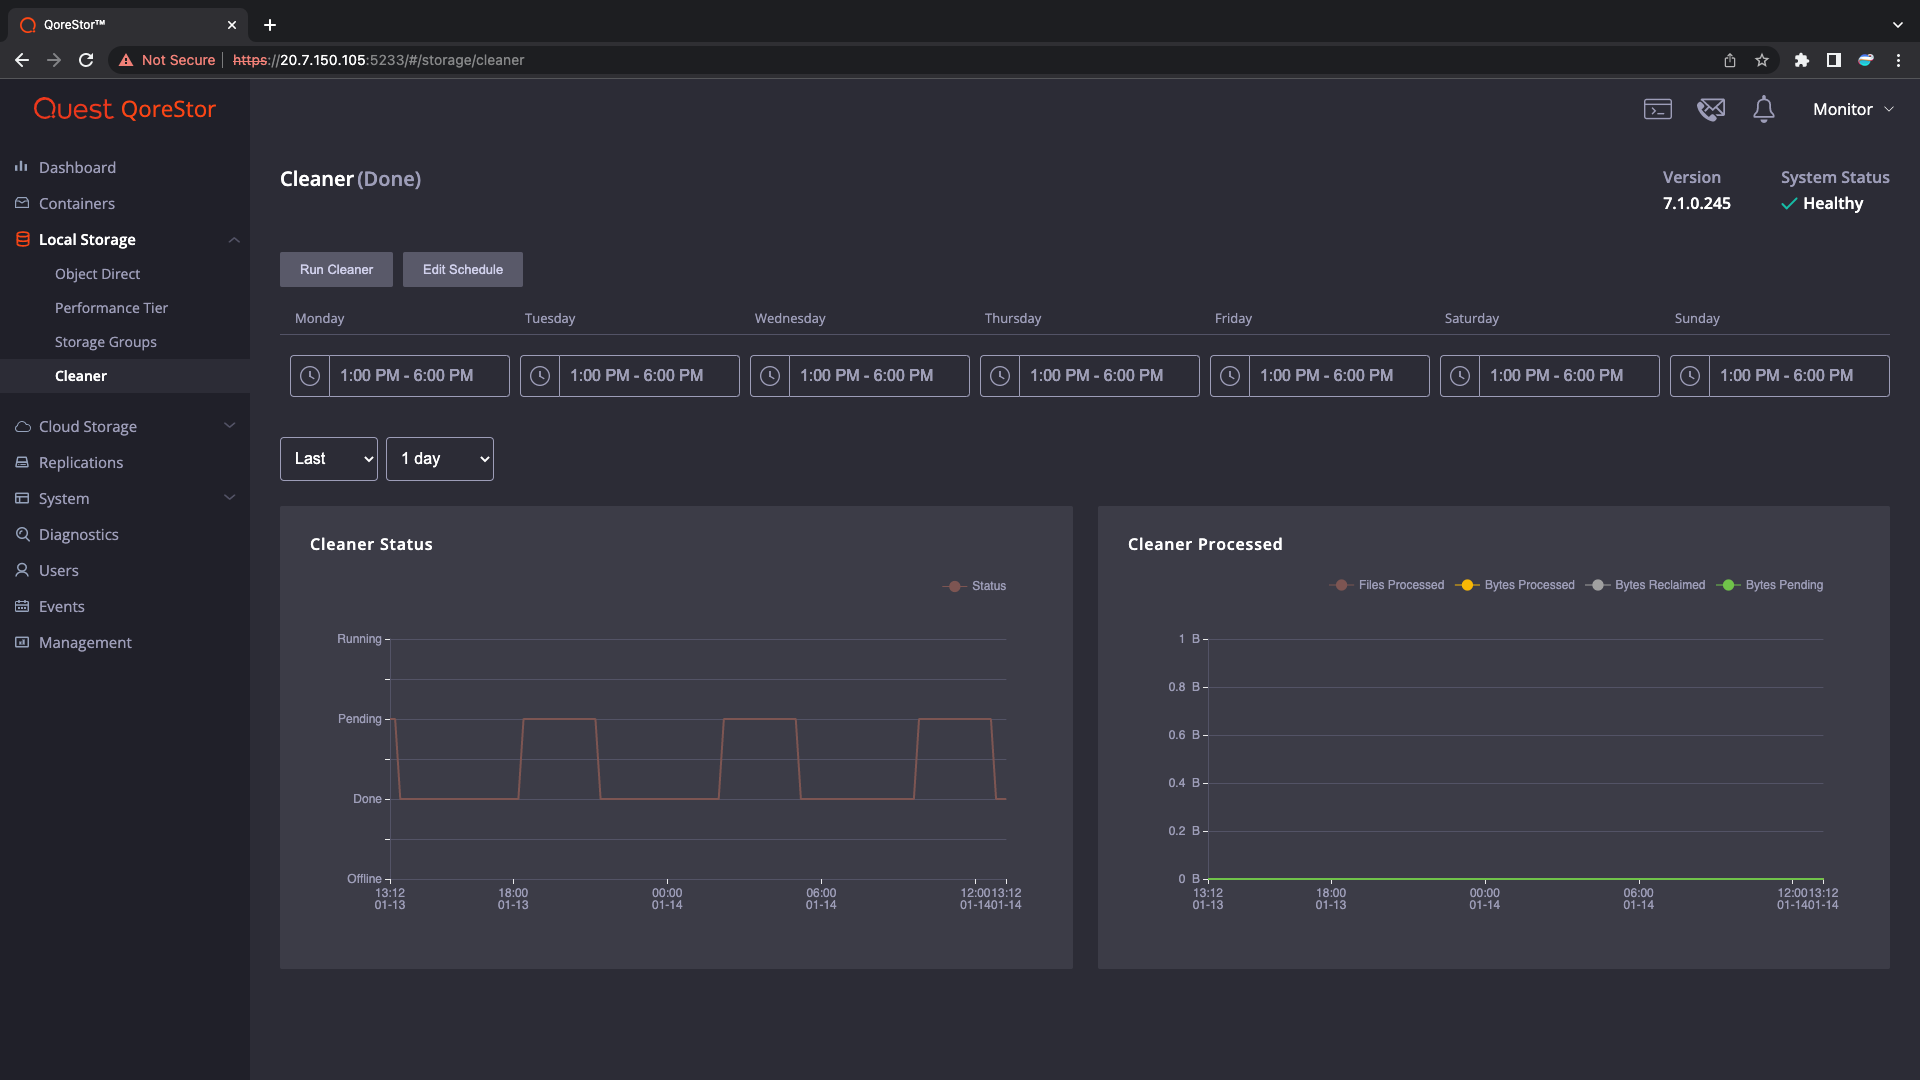 QoreStor™
Not Secure https://20.7.150.105:5233/#/storage/cleaner
Quest QoreStor
Monitor
Dashboard
Containers
Local Storage
Object Direct
Performance Tier
Storage Groups
Cleaner
Cloud Storage
Replications
System
Diagnostics
Users
Events
Management
Cleaner (Done)
Version
7.1.0.245
System Status
Healthy
Run Cleaner Edit Schedule
Monday Tuesday Wednesday Thursday Friday Saturday Sunday
1:00 PM - 6:00 PM 1:00 PM - 6:00 PM 1:00 PM - 6:00 PM 1:00 PM - 6:00 PM 1:00 PM - 6:00 PM 1:00 PM - 6:00 PM 1:00 PM - 6:00 PM
Last 1 day
Cleaner Status
Status
Running
Pending
Done
Offline
13:12 18:00 00:00 06:00 12:00 13:12
01-13 01-13 01-14 01-14 01-14 01-14
Cleaner Processed
Files Processed Bytes Processed Bytes Reclaimed Bytes Pending
1 B
0.8 B
0.6 B
0.4 B
0.2 B
0 B
13:12 18:00 00:00 06:00 12:00 13:12
01-13 01-13 01-14 01-14 01-14 01-14